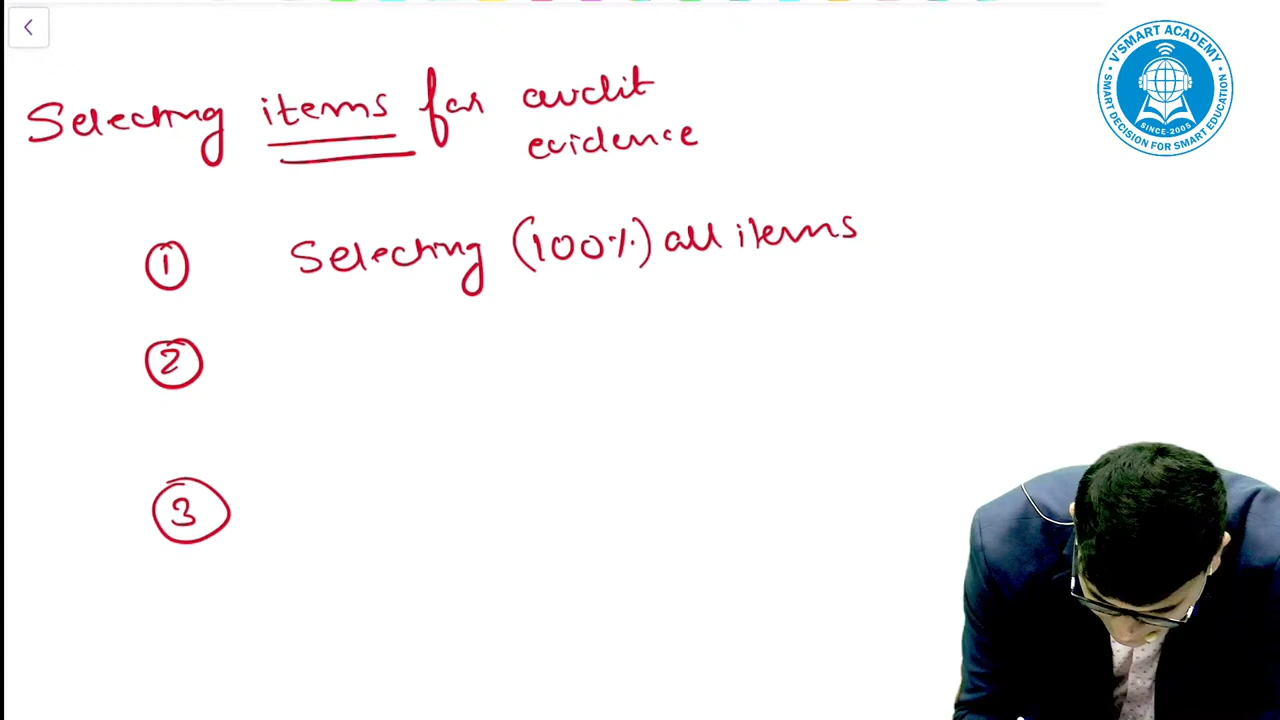 Selecting items for audit
evidence
① Selecting (100%) all items
②
③
V'SMART ACADEMY
SINCE-2005
SMART DECISION FOR SMART EDUCATION